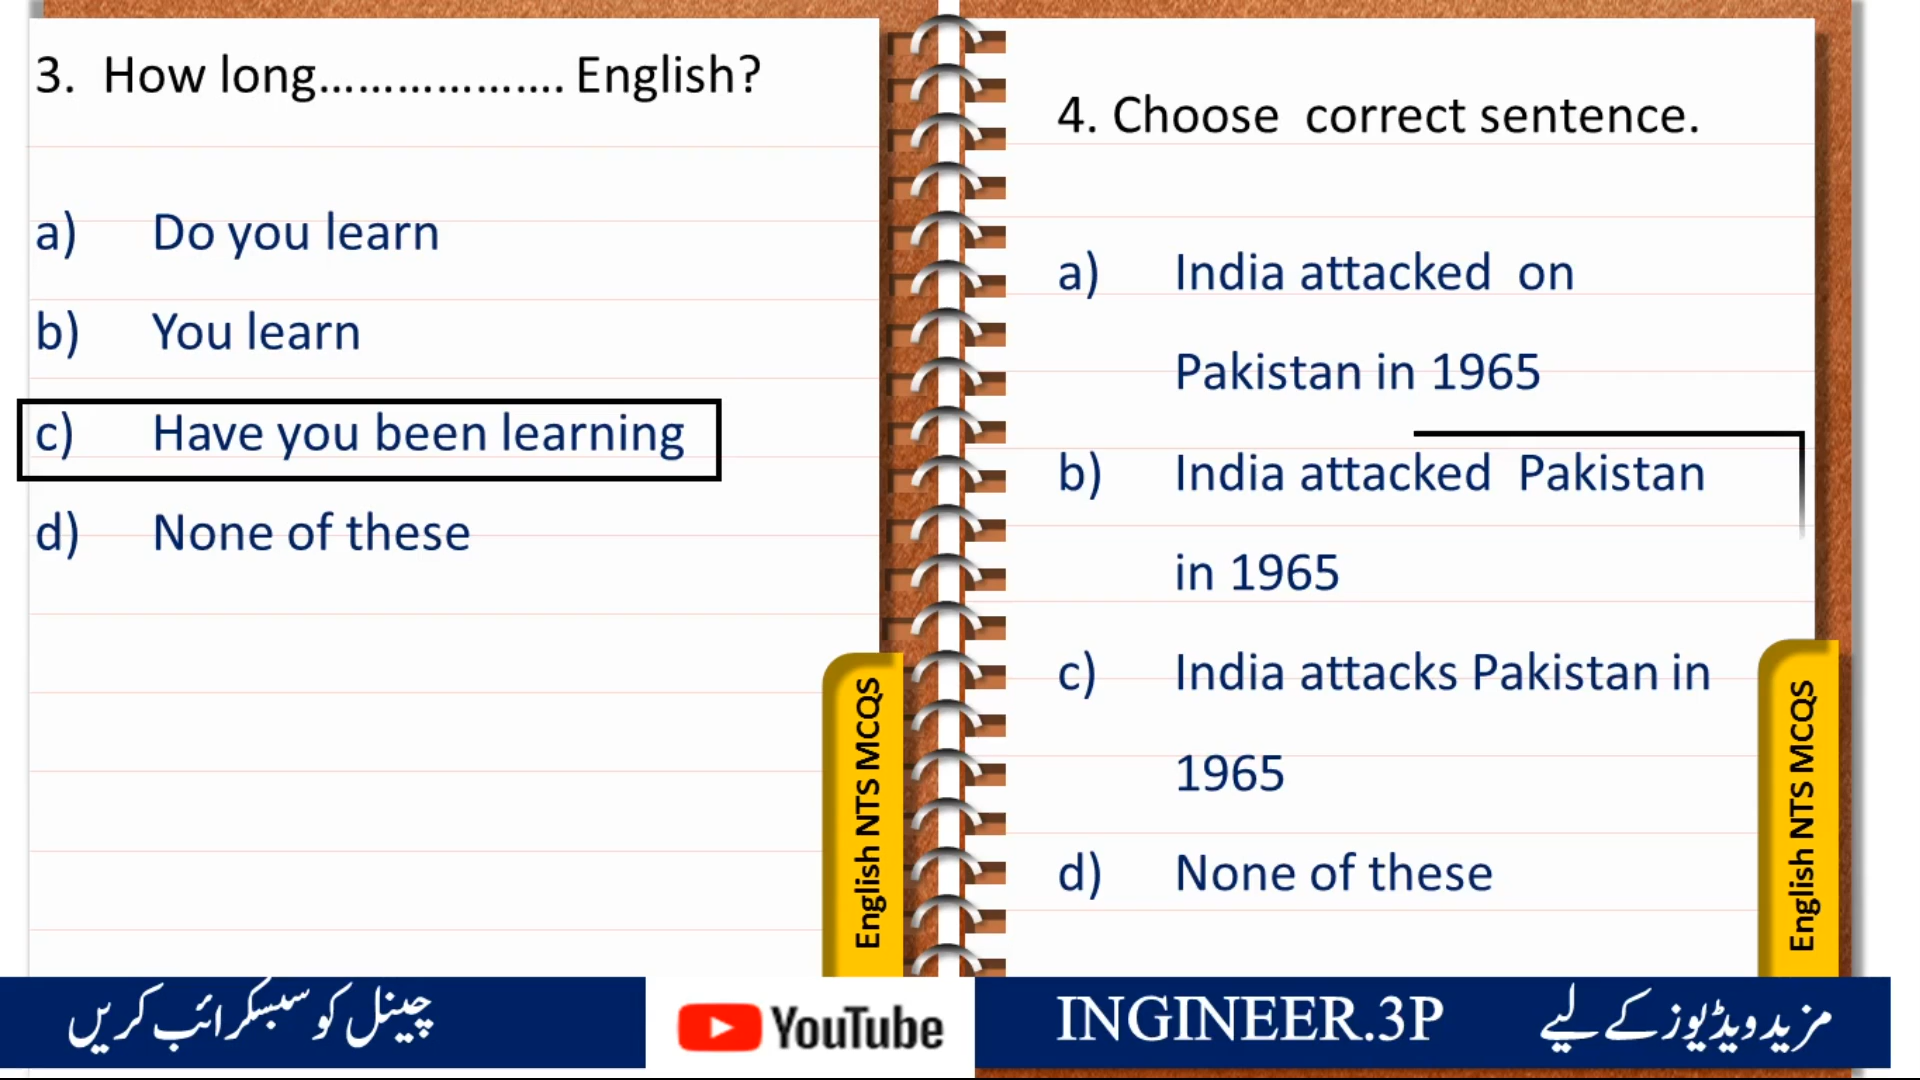 3. How long................... English?
a) Do you learn
b) You learn
c) Have you been learning
d) None of these
English NTS MCQS
4. Choose correct sentence.
a) India attacked on
Pakistan in 1965
b) India attacked Pakistan
in 1965
c) India attacks Pakistan in
1965
d) None of these
English NTS MCQS
چینل کو سبسکرائب کریں
YouTube
INGINEER.3P
مزید ویڈیوز کے لیے